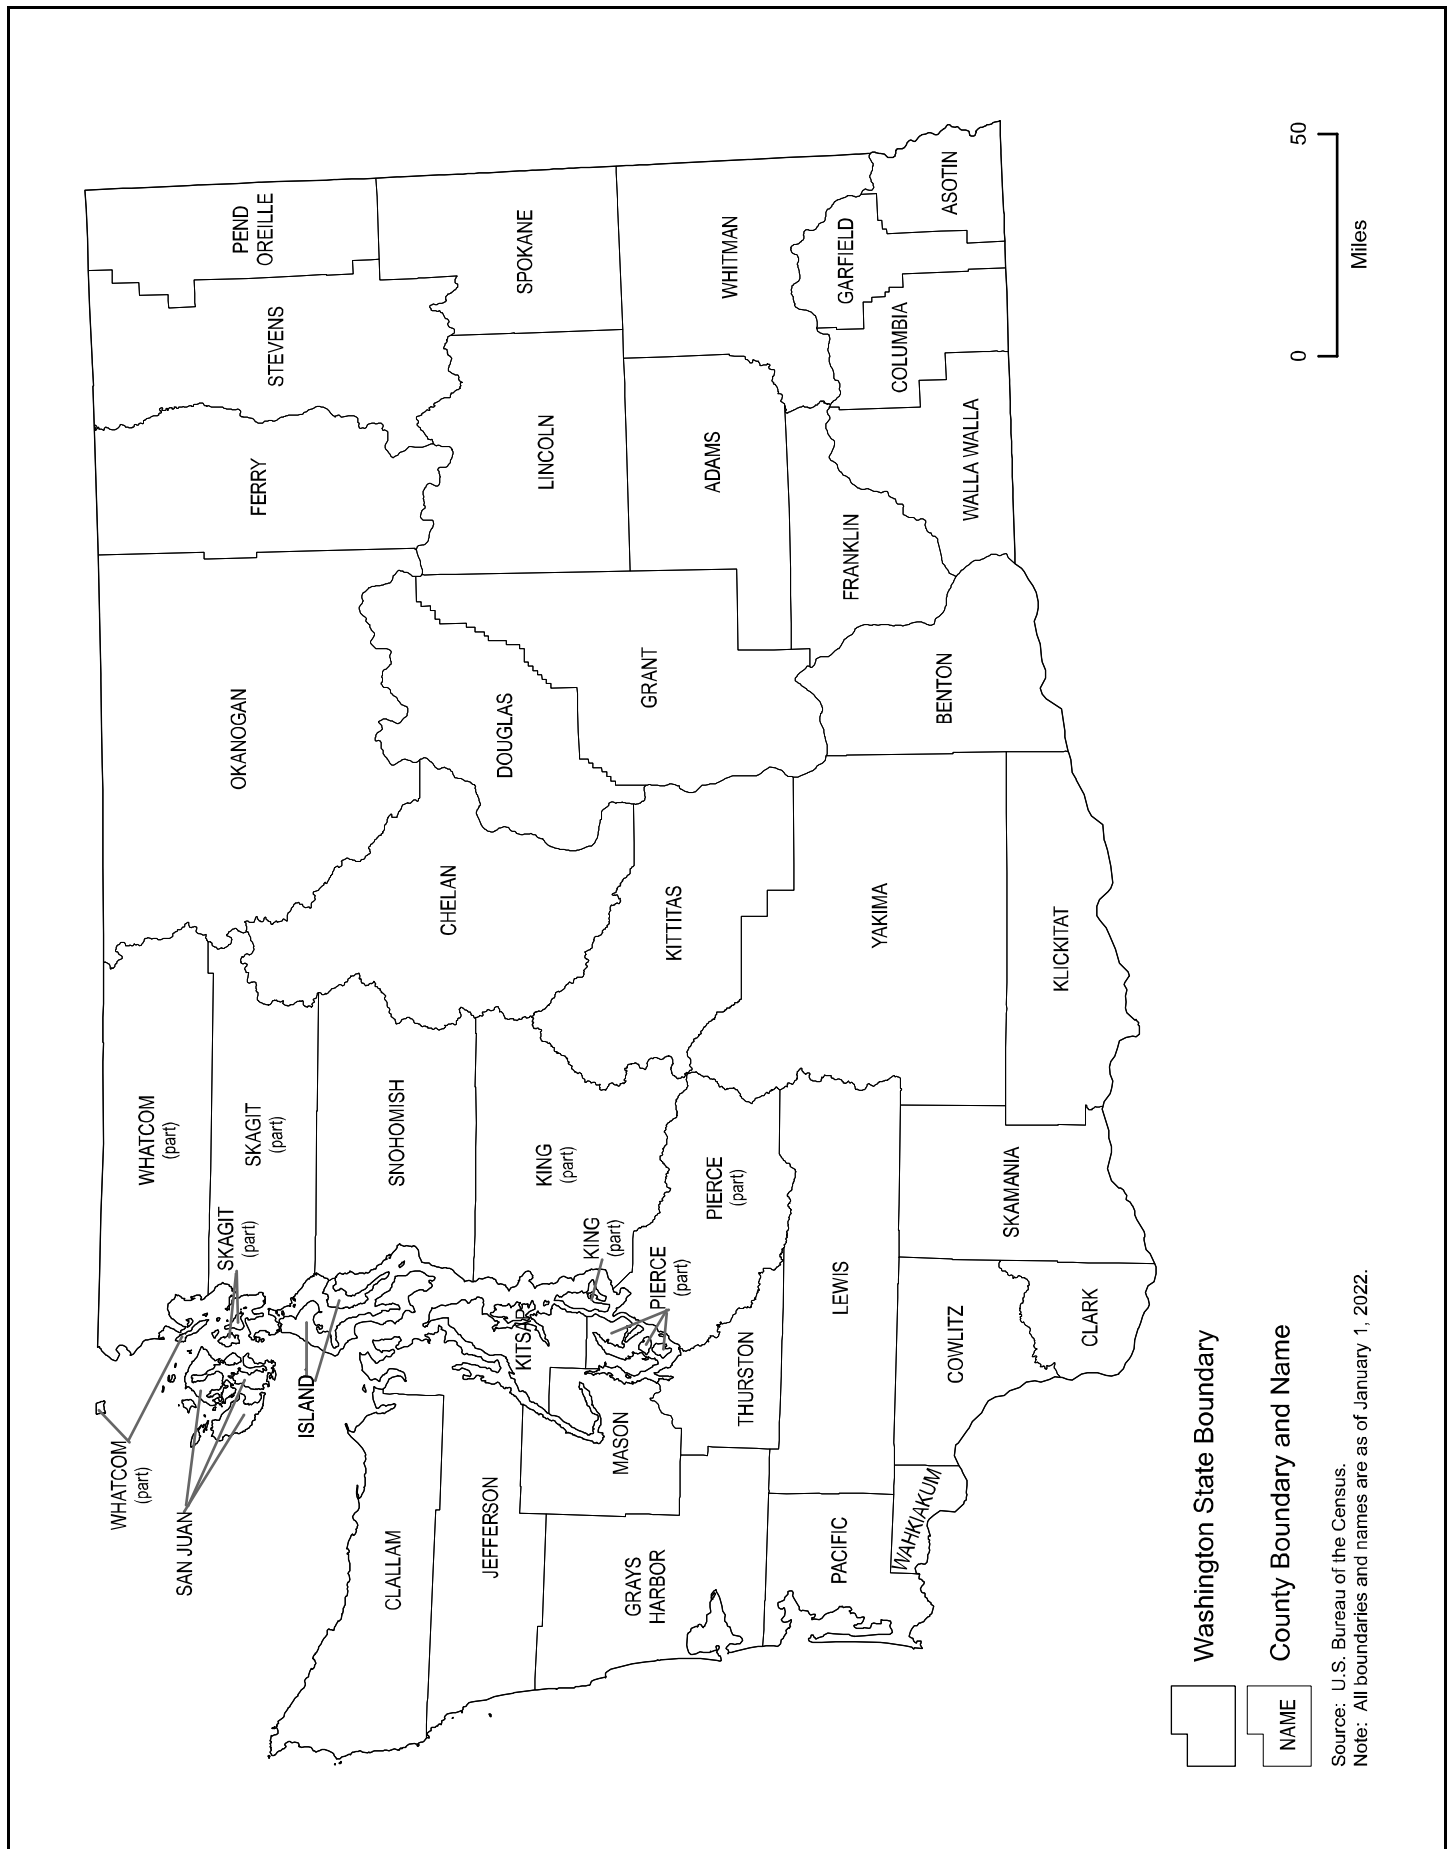 WHATCOM
(part)
SAN JUAN
WHATCOM
(part)
SKAGIT
(part)
SKAGIT
(part)
ISLAND
SNOHOMISH
CLALLAM
JEFFERSON
KITSAP
KING
(part)
KING
(part)
GRAYS
HARBOR
MASON
PIERCE
(part)
PIERCE
(part)
THURSTON
PACIFIC
LEWIS
WAHKIAKUM
COWLITZ
SKAMANIA
CLARK
OKANOGAN
FERRY
STEVENS
PEND
OREILLE
CHELAN
DOUGLAS
LINCOLN
SPOKANE
KITTITAS
GRANT
ADAMS
WHITMAN
YAKIMA
BENTON
FRANKLIN
COLUMBIA
GARFIELD
WALLA WALLA
ASOTIN
KLICKITAT
Washington State Boundary
NAME
County Boundary and Name
Source: U.S. Bureau of the Census.
Note: All boundaries and names are as of January 1, 2022.
0
50
Miles